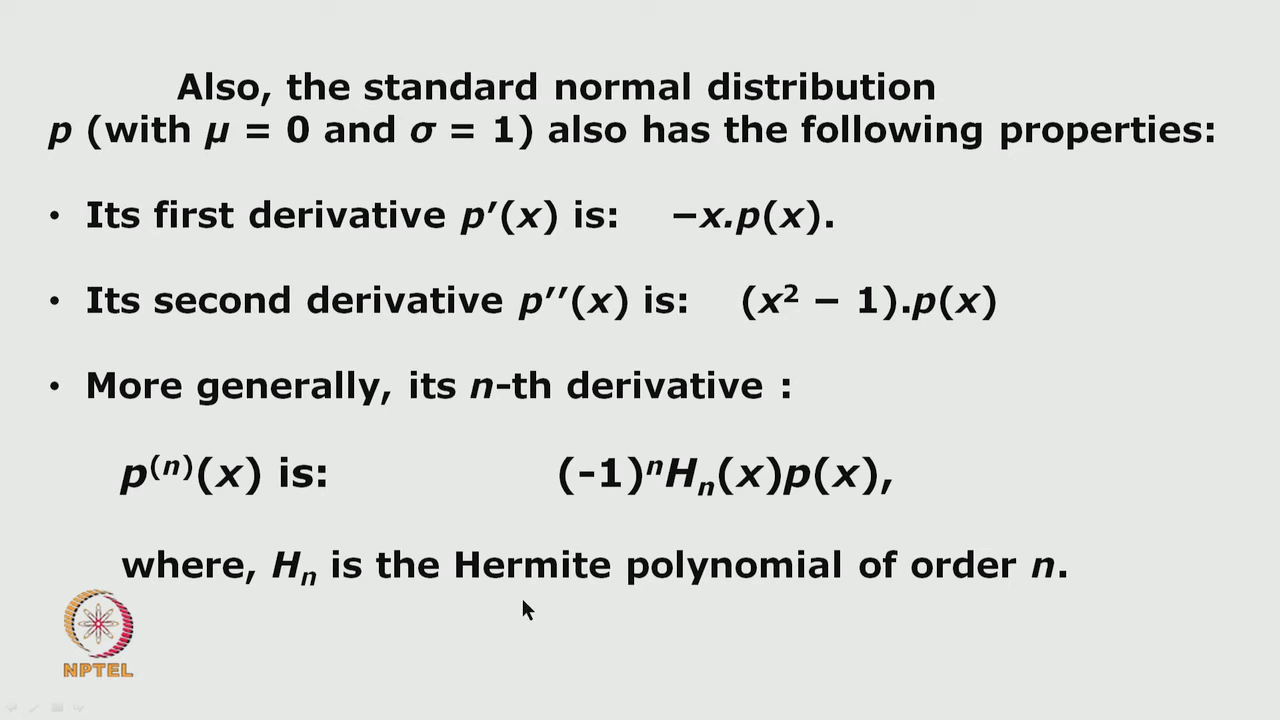 Also, the standard normal distribution
p (with μ = 0 and σ = 1) also has the following properties:
• Its first derivative p′(x) is: −x.p(x).
• Its second derivative p′′(x) is: (x² − 1).p(x)
• More generally, its n-th derivative :
p⁽ⁿ⁾(x) is: (-1)ⁿHₙ(x)p(x),
where, Hₙ is the Hermite polynomial of order n.
NPTEL